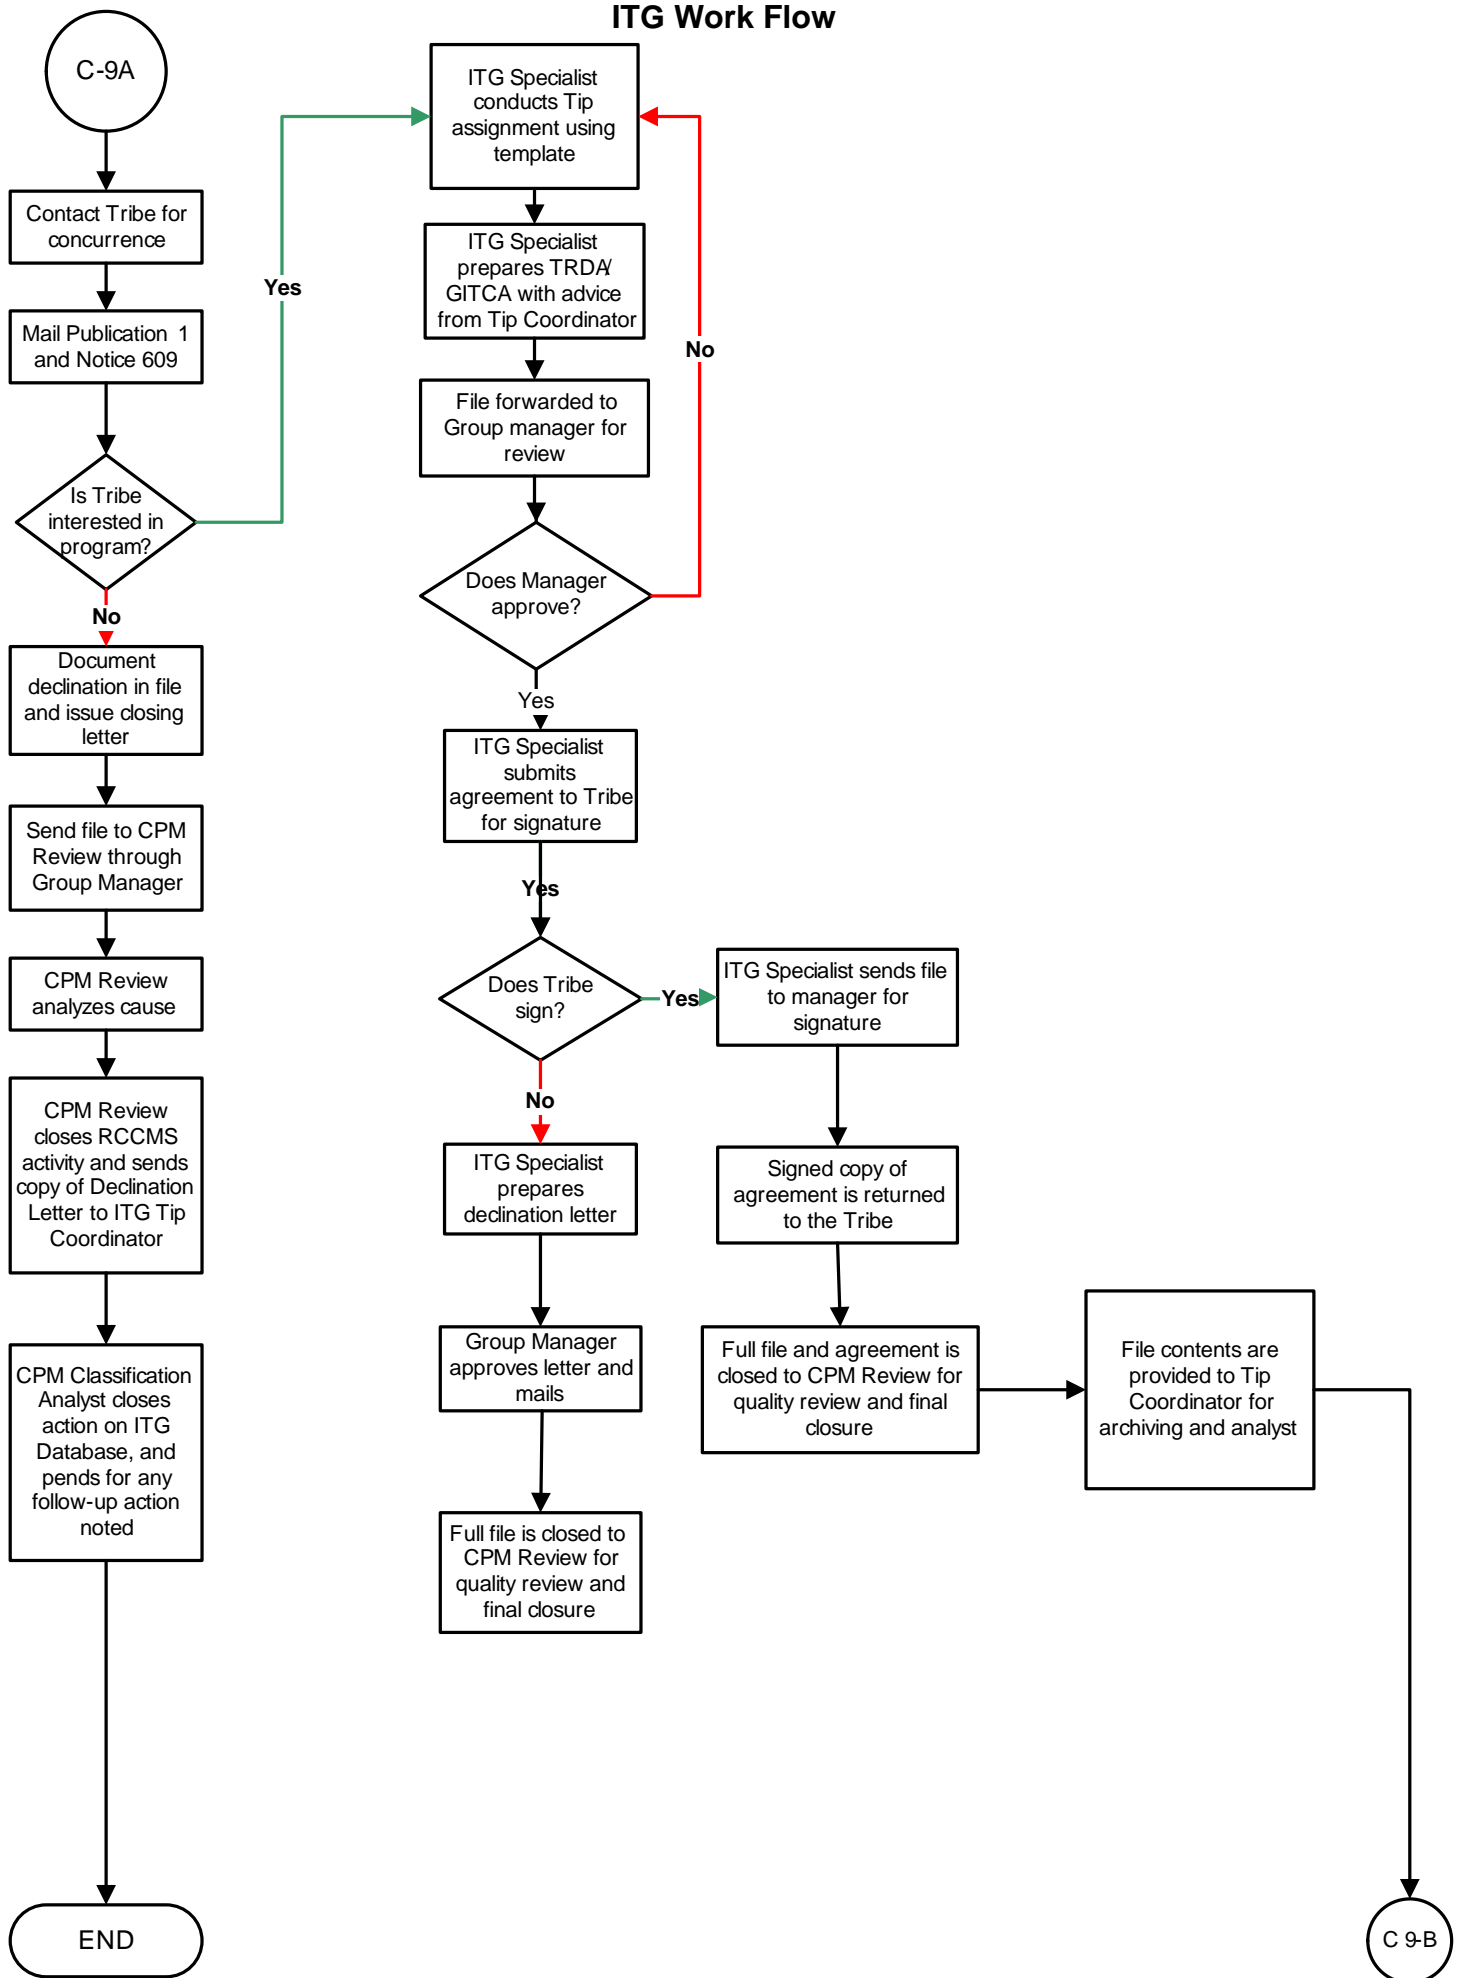 ITG Work Flow
C-9A
Contact Tribe for
concurrence
Mail Publication 1
and Notice 609
Is Tribe
interested in
program?
Yes
No
Document
declination in file
and issue closing
letter
Send file to CPM
Review through
Group Manager
CPM Review
analyzes cause
CPM Review
closes RCCMS
activity and sends
copy of Declination
Letter to ITG Tip
Coordinator
CPM Classification
Analyst closes
action on ITG
Database, and
pends for any
follow-up action
noted
END
ITG Specialist
conducts Tip
assignment using
template
ITG Specialist
prepares TRDA/
GITCA with advice
from Tip Coordinator
File forwarded to
Group manager for
review
Does Manager
approve?
No
Yes
ITG Specialist
submits
agreement to Tribe
for signature
Yes
Does Tribe
sign?
Yes
No
ITG Specialist
prepares
declination letter
Group Manager
approves letter and
mails
Full file is closed to
CPM Review for
quality review and
final closure
ITG Specialist sends file
to manager for
signature
Signed copy of
agreement is returned
to the Tribe
Full file and agreement is
closed to CPM Review for
quality review and final
closure
File contents are
provided to Tip
Coordinator for
archiving and analyst
C 9-B